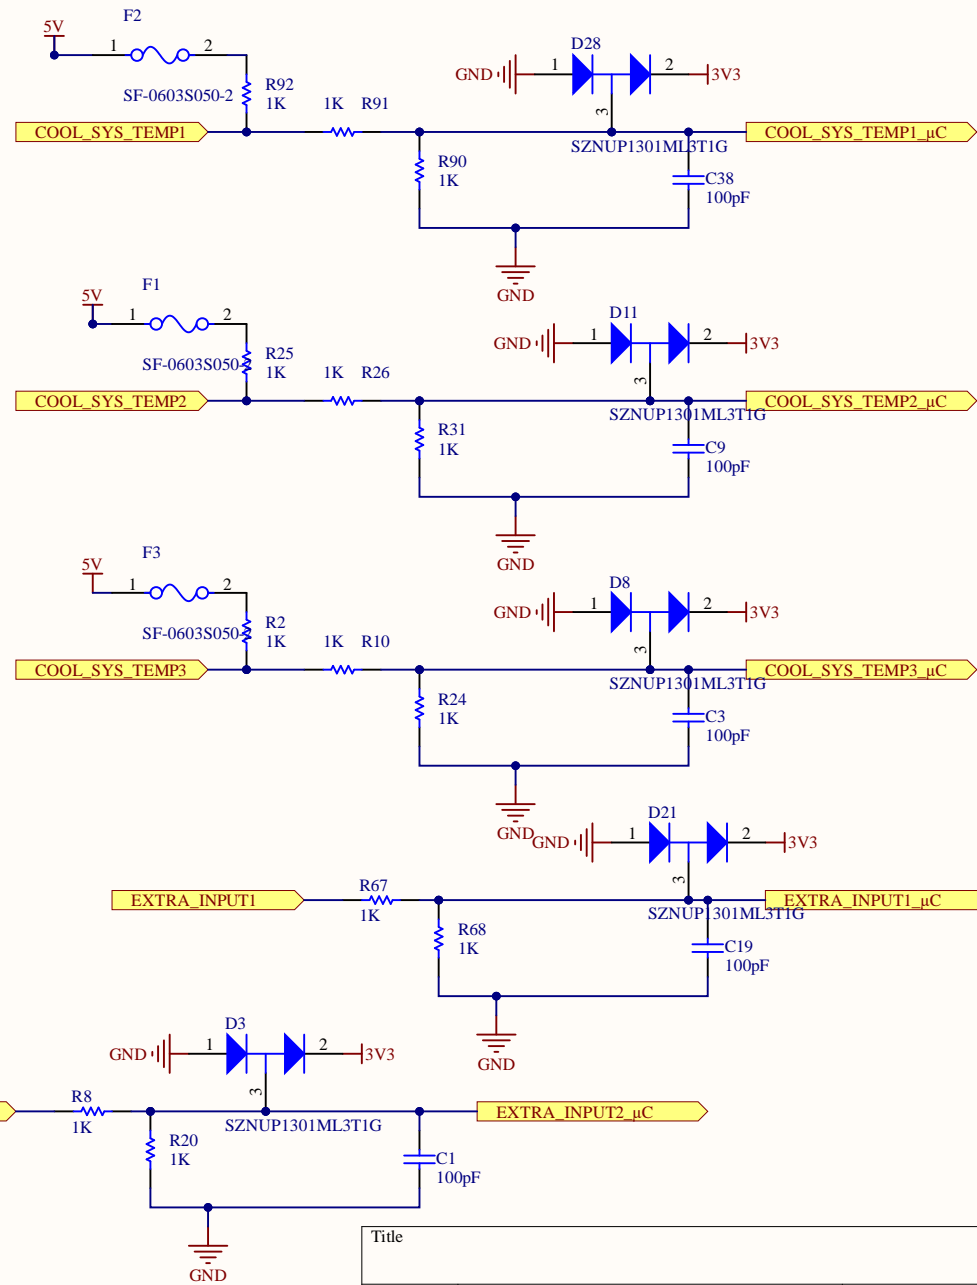 F2
5V
1 2
SF-0603S050-2
R92
1K
1K R91
COOL_SYS_TEMP1
D28
GND 1 2 3V3
3
SZNUP1301ML3T1G
COOL_SYS_TEMP1_µC
R90
1K
C38
100pF
GND
F1
5V
1 2
SF-0603S050-2
R25
1K
1K R26
COOL_SYS_TEMP2
D11
GND 1 2 3V3
3
SZNUP1301ML3T1G
COOL_SYS_TEMP2_µC
R31
1K
C9
100pF
GND
F3
5V
1 2
SF-0603S050-2
R2
1K
1K R10
COOL_SYS_TEMP3
D8
GND 1 2 3V3
3
SZNUP1301ML3T1G
COOL_SYS_TEMP3_µC
R24
1K
C3
100pF
GND
D21
GND 1 2 3V3
3
EXTRA_INPUT1
R67
1K
SZNUP1301ML3T1G
EXTRA_INPUT1_µC
R68
1K
C19
100pF
GND
D3
GND 1 2 3V3
3
R8
1K
SZNUP1301ML3T1G
EXTRA_INPUT2_µC
R20
1K
C1
100pF
GND
Title